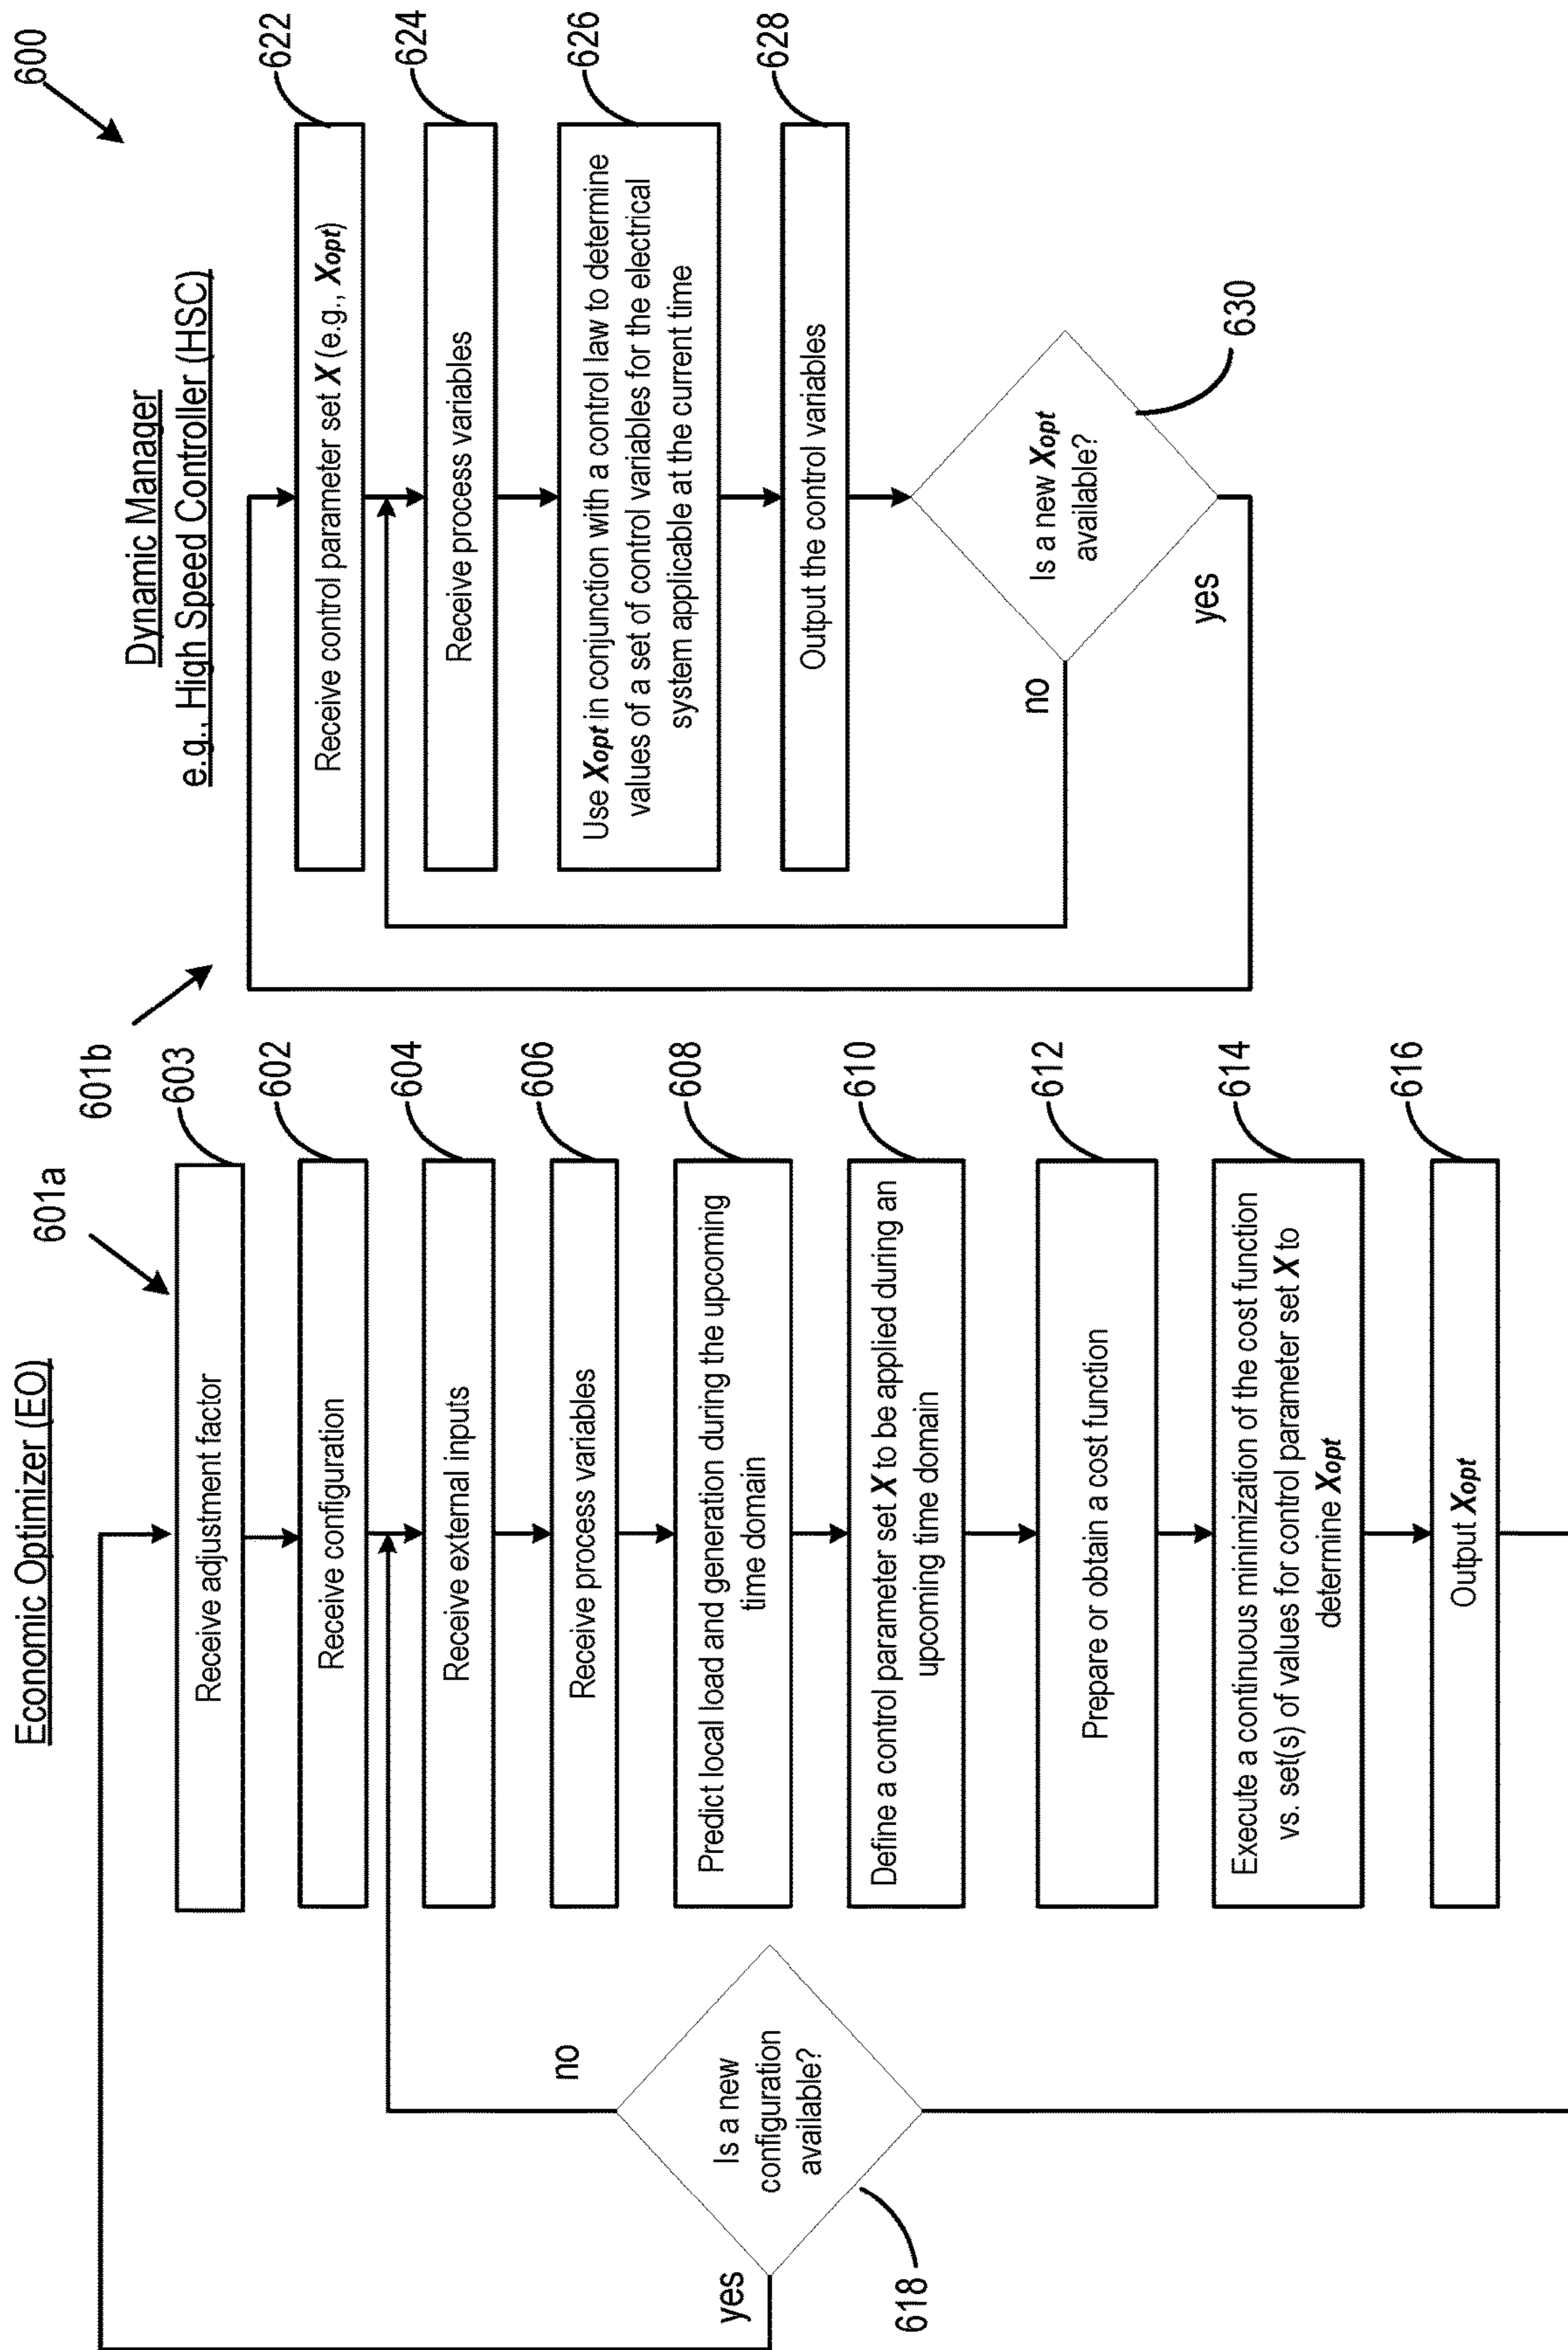 600
Economic Optimizer (EO)
601a
Receive adjustment factor
603
Receive configuration
602
Receive external inputs
604
Receive process variables
606
Predict local load and generation during the upcoming
time domain
608
Define a control parameter set X to be applied during an
upcoming time domain
610
Prepare or obtain a cost function
612
Execute a continuous minimization of the cost function
vs. set(s) of values for control parameter set X to
determine Xopt
614
Output Xopt
616
Is a new
configuration
available?
618
yes
no
Dynamic Manager
e.g., High Speed Controller (HSC)
601b
Receive control parameter set X (e.g., Xopt)
622
Receive process variables
624
Use Xopt in conjunction with a control law to determine
values of a set of control variables for the electrical
system applicable at the current time
626
Output the control variables
628
Is a new Xopt
available?
630
no
yes